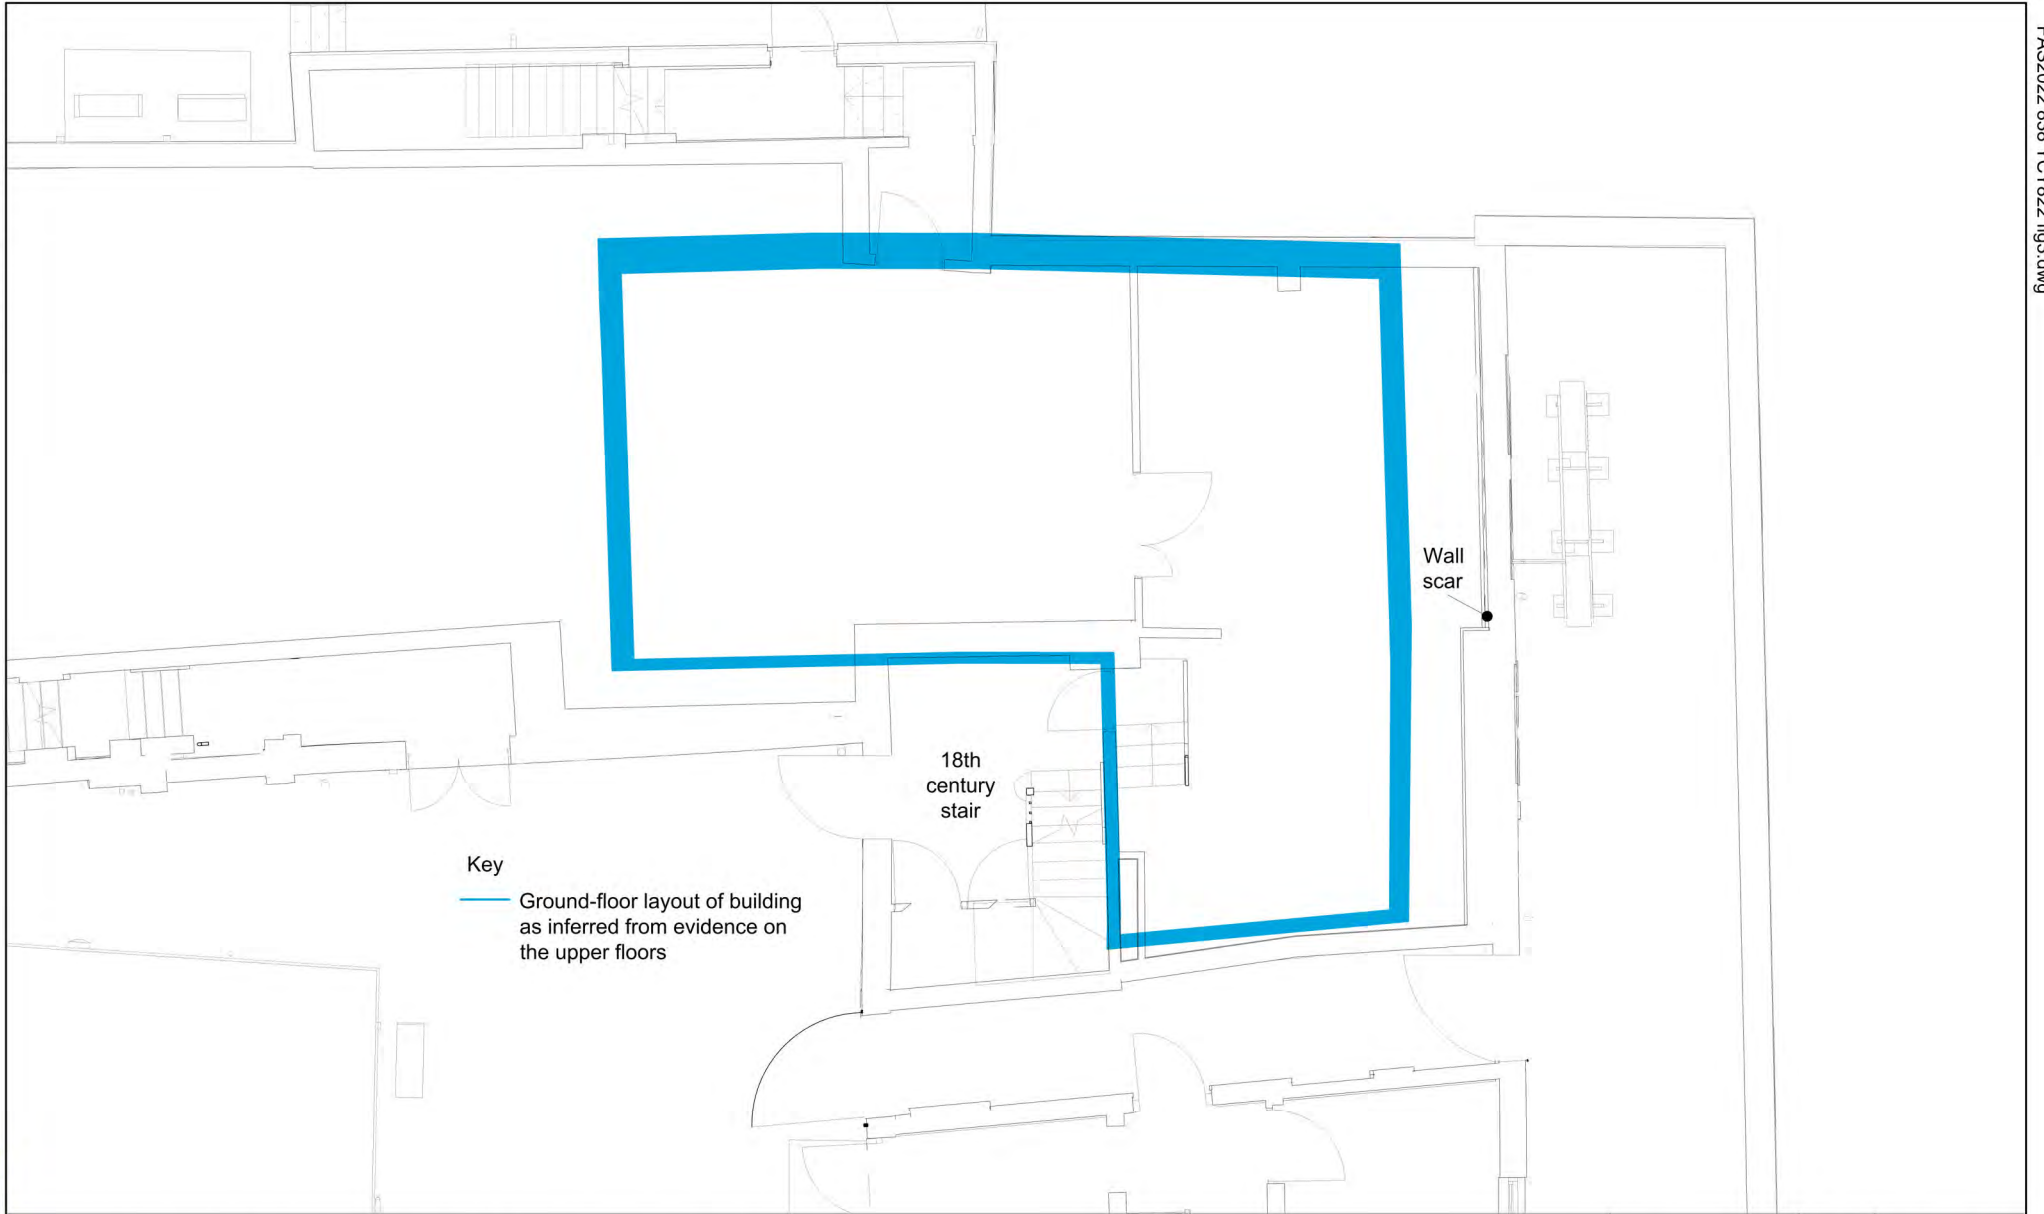 Wall
scar
18th
century
stair
Key
Ground-floor layout of building
as inferred from evidence on
the upper floors